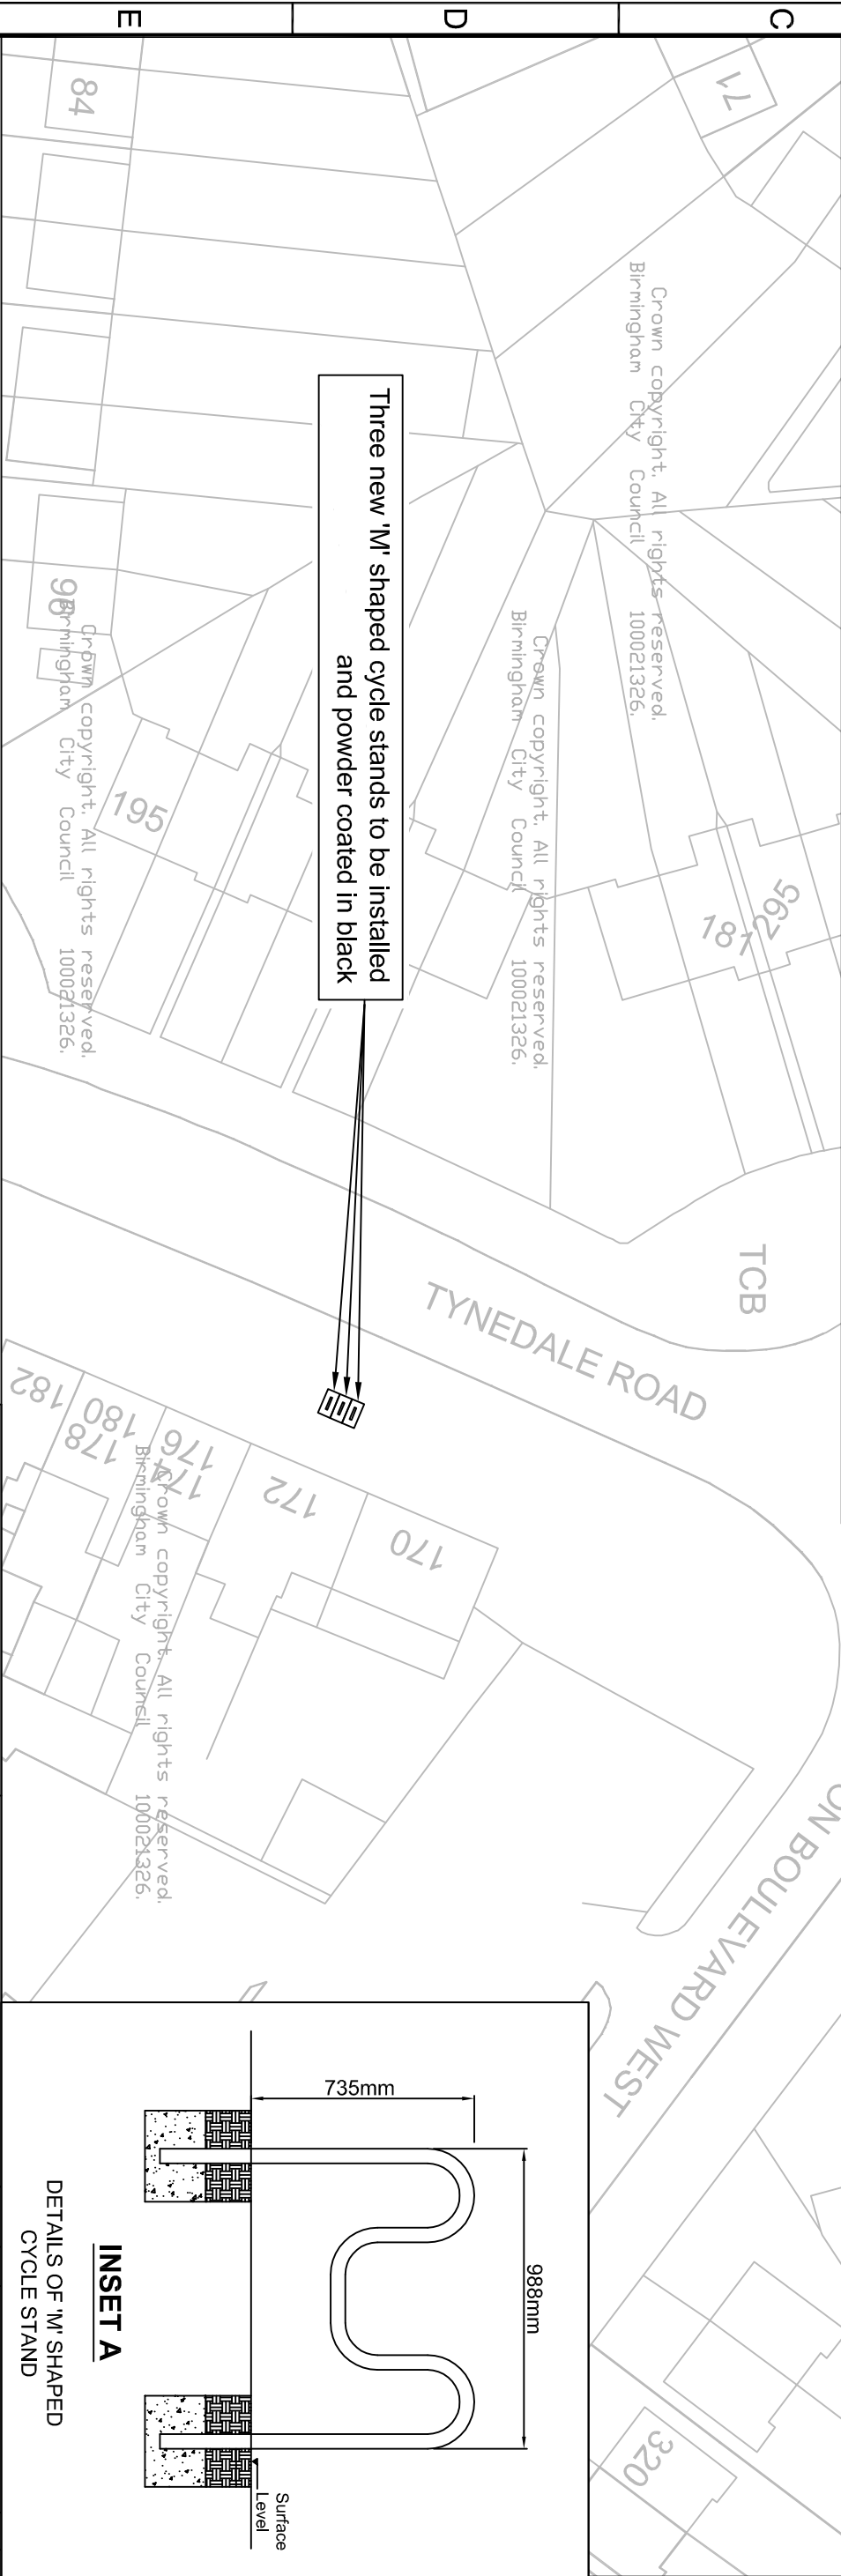 C
D
E
71
84
Crown copyright. All rights reserved.
Birmingham City Council 100021326.
Three new 'M' shaped cycle stands to be installed
and powder coated in black
Crown copyright. All rights reserved.
Birmingham City Council 100021326.
96
Crown copyright. All rights reserved.
Birmingham City Council 100021326.
195
295
181
TCB
TYNEDALE ROAD
182
180
178
176
174
172
170
Crown copyright. All rights reserved.
Birmingham City Council 100021326.
ON BOULEVARD WEST
320
988mm
735mm
Surface
Level
INSET A
DETAILS OF 'M' SHAPED
CYCLE STAND